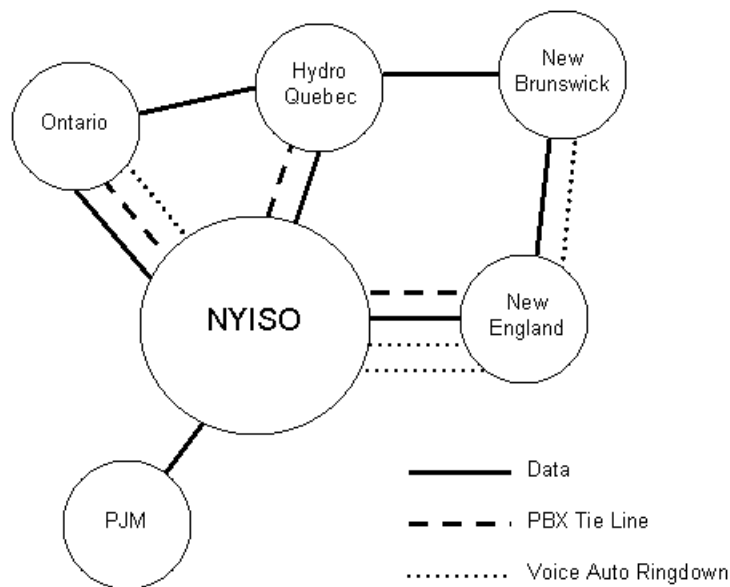 New
Brunswick
Hydro
Quebec
Ontario
NYISO
New
England
PJM
Data
PBX Tie Line
Voice Auto Ringdown